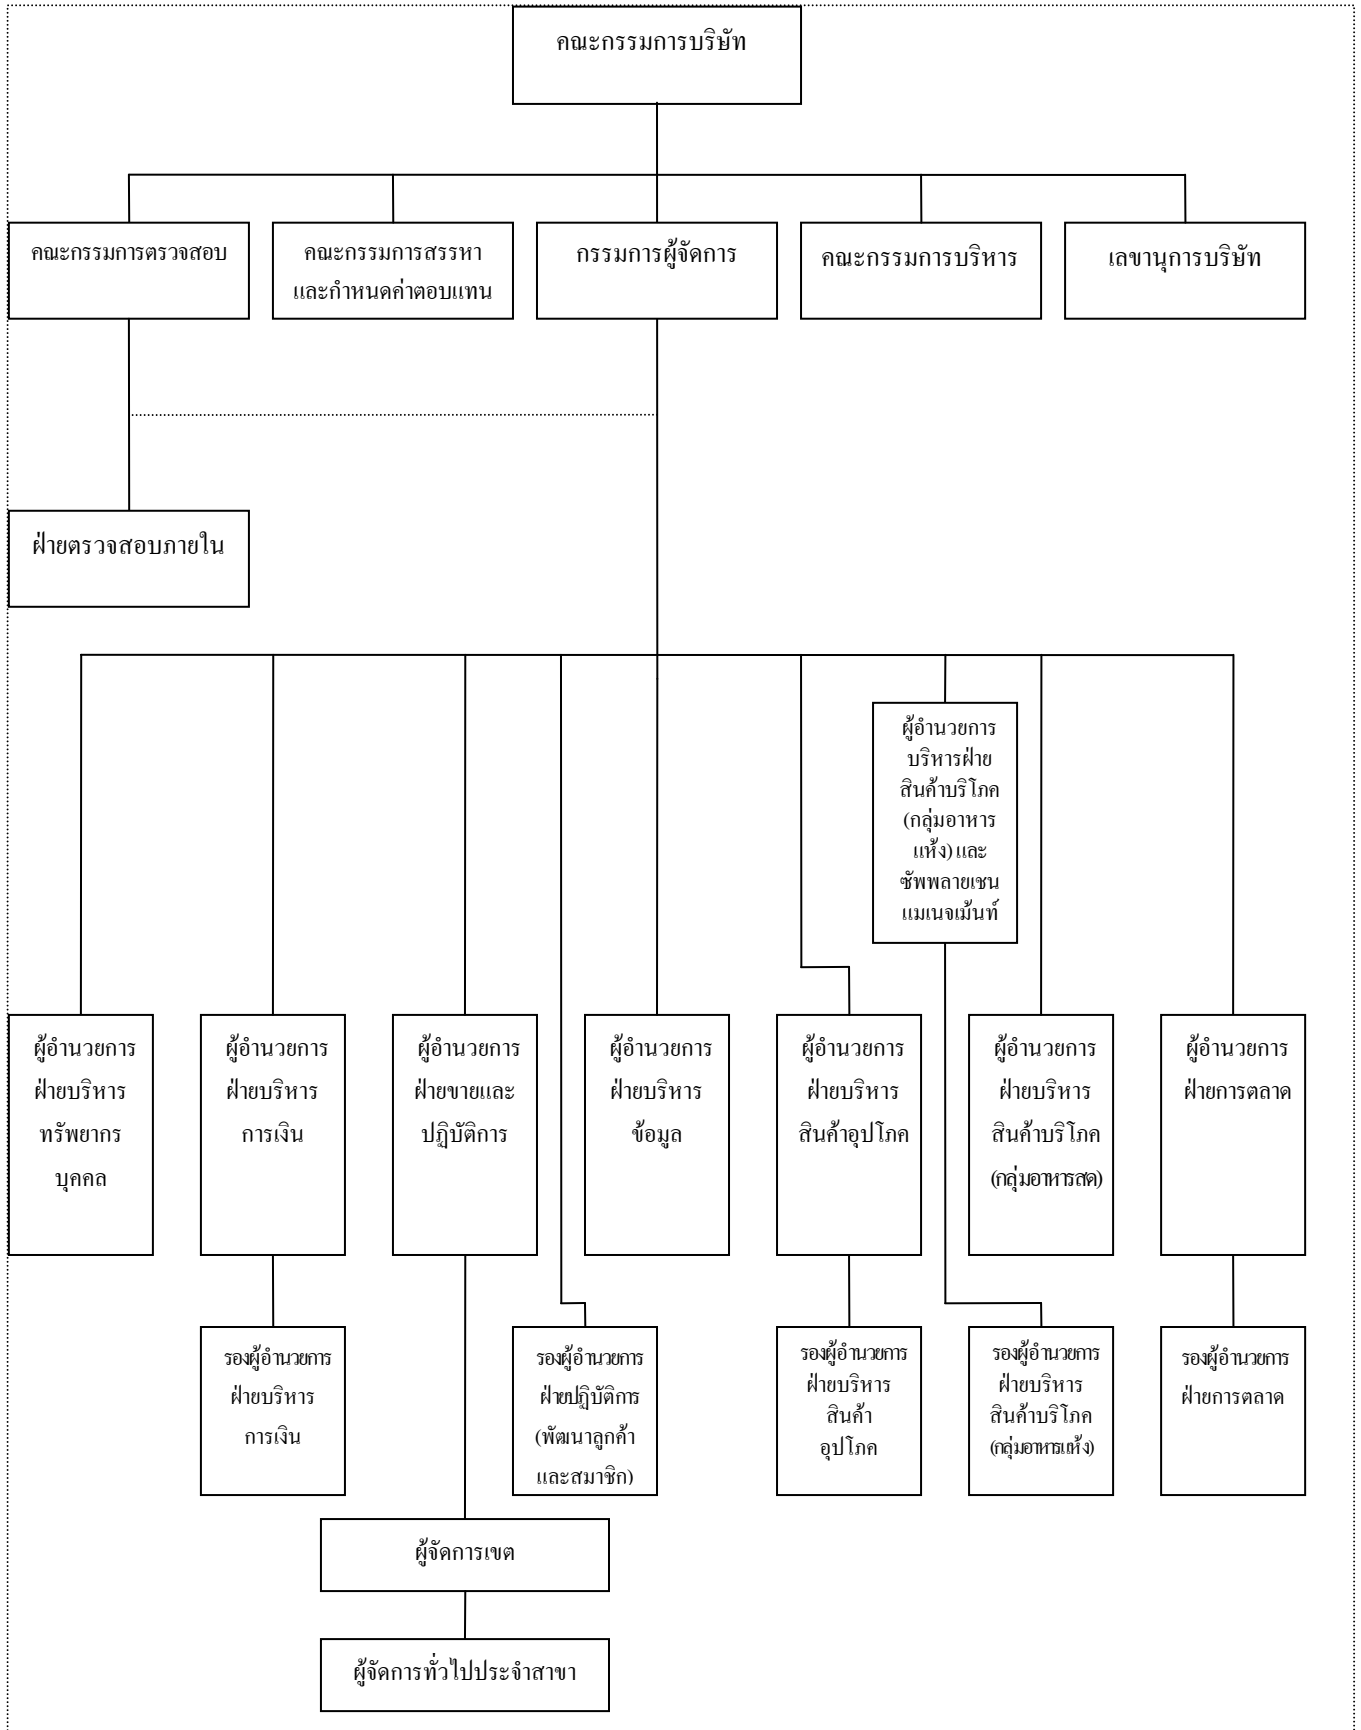 คณะกรรมการบริษัท
คณะกรรมการตรวจสอบ
คณะกรรมการสรรหา
และกำหนดค่าตอบแทน
กรรมการผู้จัดการ
คณะกรรมการบริหาร
เลขานุการบริษัท
ฝ่ายตรวจสอบภายใน
ผู้อำนวยการ
บริหารฝ่าย
สินค้าบริโภค
(กลุ่มอาหาร
แห้ง) และ
ซัพพลายเชน
แมเนจเม้นท์
ผู้อำนวยการ
ฝ่ายบริหาร
ทรัพยากร
บุคคล
ผู้อำนวยการ
ฝ่ายบริหาร
การเงิน
ผู้อำนวยการ
ฝ่ายขายและ
ปฏิบัติการ
ผู้อำนวยการ
ฝ่ายบริหาร
ข้อมูล
ผู้อำนวยการ
ฝ่ายบริหาร
สินค้าอุปโภค
ผู้อำนวยการ
ฝ่ายบริหาร
สินค้าบริโภค
(กลุ่มอาหารสด)
ผู้อำนวยการ
ฝ่ายการตลาด
รองผู้อำนวยการ
ฝ่ายบริหาร
การเงิน
รองผู้อำนวยการ
ฝ่ายปฏิบัติการ
(พัฒนาลูกค้า
และสมาชิก)
รองผู้อำนวยการ
ฝ่ายบริหาร
สินค้า
อุปโภค
รองผู้อำนวยการ
ฝ่ายบริหาร
สินค้าบริโภค
(กลุ่มอาหารแห้ง)
รองผู้อำนวยการ
ฝ่ายการตลาด
ผู้จัดการเขต
ผู้จัดการทั่วไปประจำสาขา